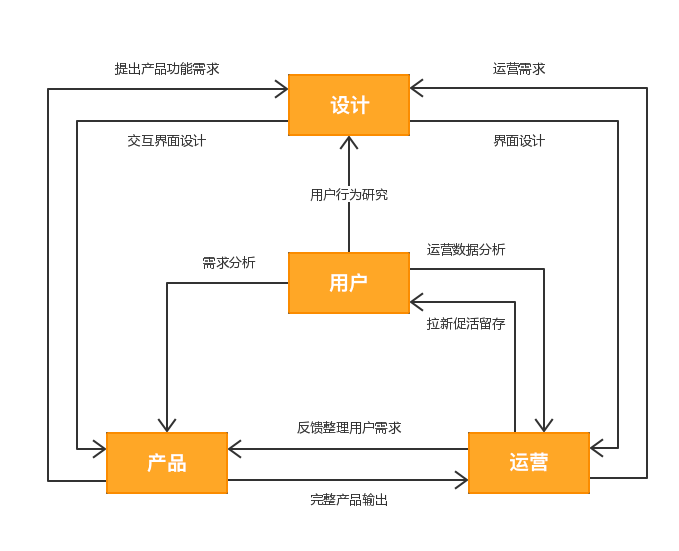 提出产品功能需求
运营需求
设计
交互界面设计
界面设计
用户行为研究
运营数据分析
需求分析
用户
拉新促活留存
反馈整理用户需求
产品
运营
完整产品输出